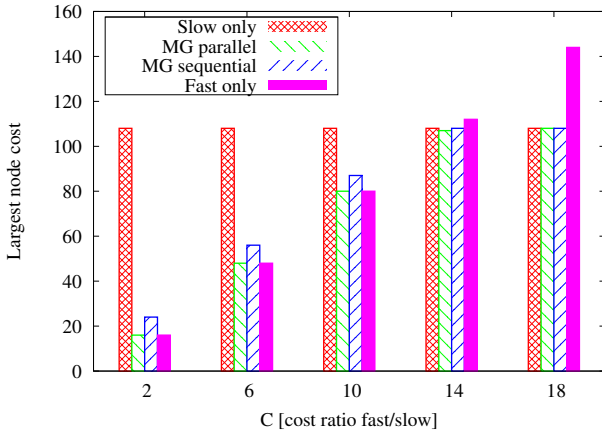 160
140
120
100
80
60
40
20
0
Largest node cost
Slow only
MG parallel
MG sequential
Fast only
2 6 10 14 18
C [cost ratio fast/slow]